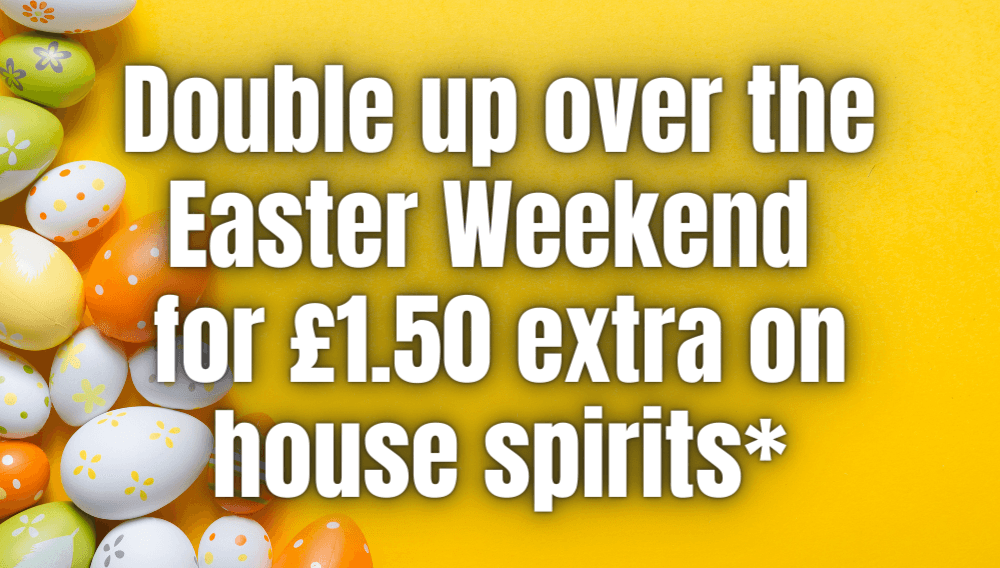 Double up over the
Easter Weekend
for £1.50 extra on
house spirits*